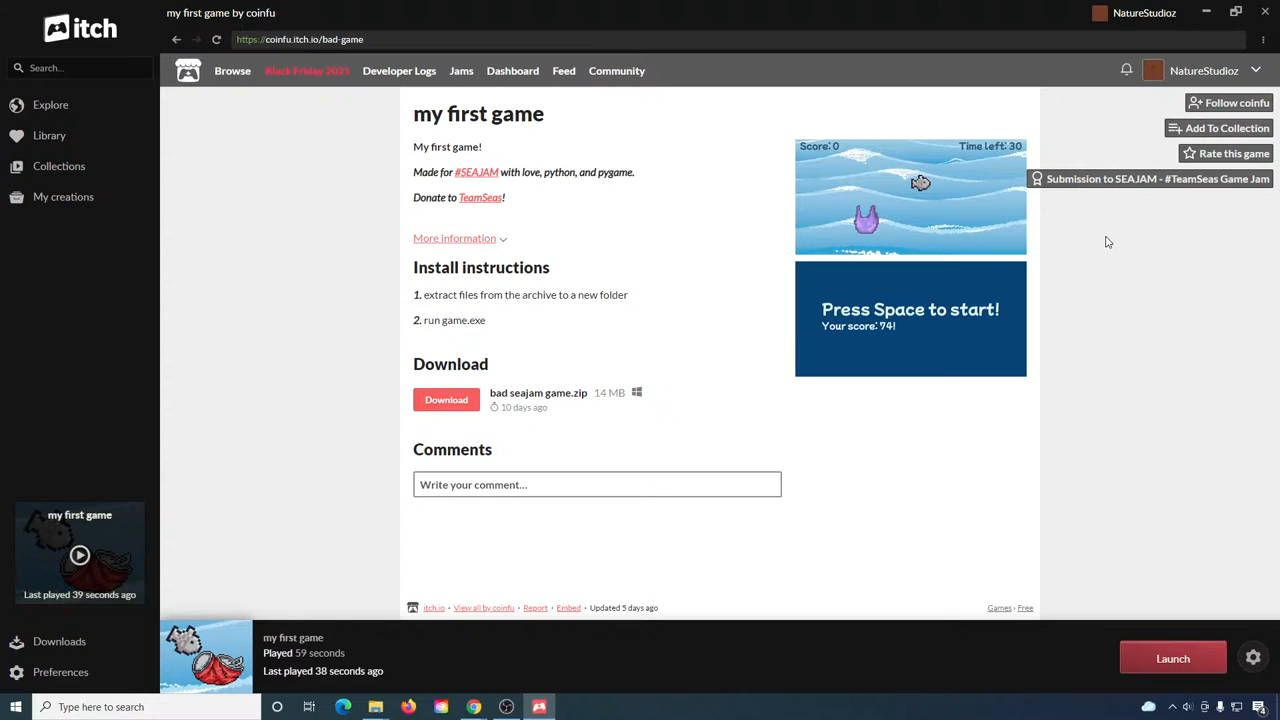 my first game by coinfu
itch
https://coinfu.itch.io/bad-game
Search...
Browse
Black Friday 2021
Developer Logs
Jams
Dashboard
Feed
Community
NatureStudioz
Explore
Library
Collections
My creations
my first game
My first game!
Made for #SEAJAM with love, python, and pygame.
Donate to TeamSeas!
More information
Install instructions
1. extract files from the archive to a new folder
2. run game.exe
Download
Download
bad seajam game.zip 14 MB
10 days ago
Comments
Write your comment...
Score: 0
Time left: 30
Press Space to start!
Your score: 74!
Follow coinfu
Add To Collection
Rate this game
Submission to SEAJAM - #TeamSeas Game Jam
my first game
Last played 39 seconds ago
itch.io • View all by coinfu • Report • Embed • Updated 5 days ago
Games › Free
Downloads
Preferences
my first game
Played 59 seconds
Last played 38 seconds ago
Launch
Type here to search